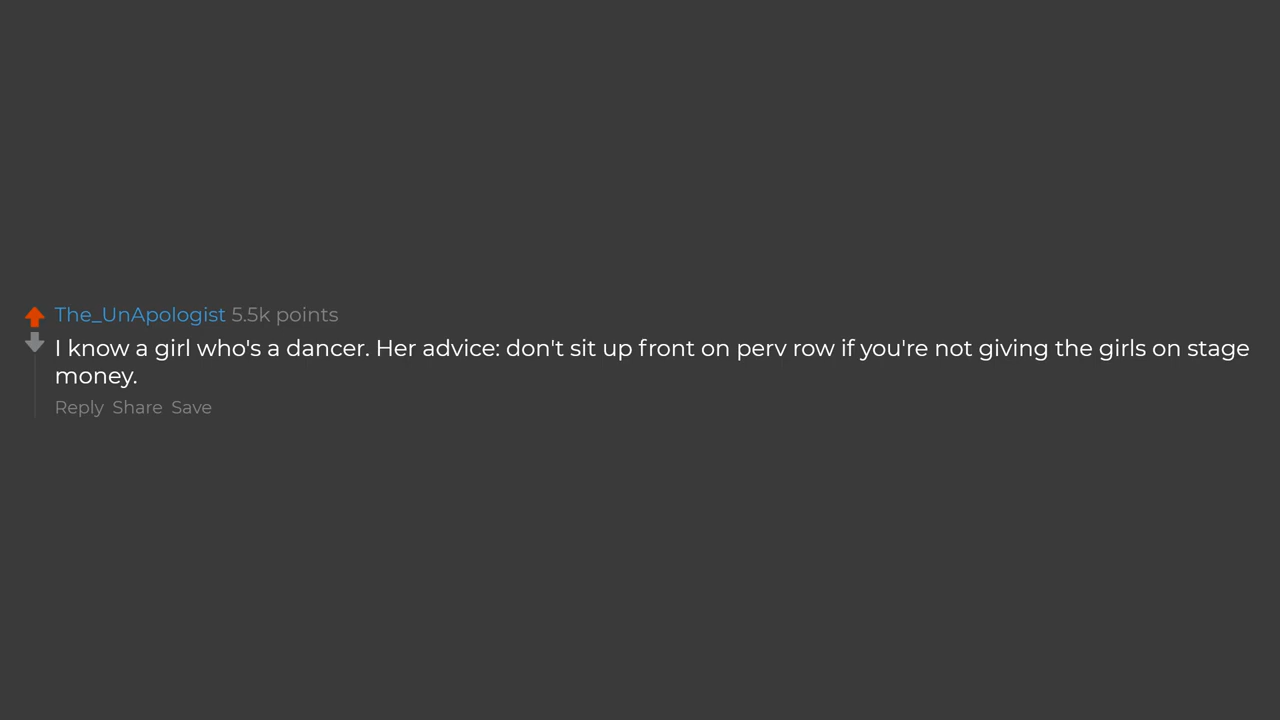 The_UnApologist 5.5k points
I know a girl who's a dancer. Her advice: don't sit up front on perv row if you're not giving the girls on stage
money.
Reply Share Save